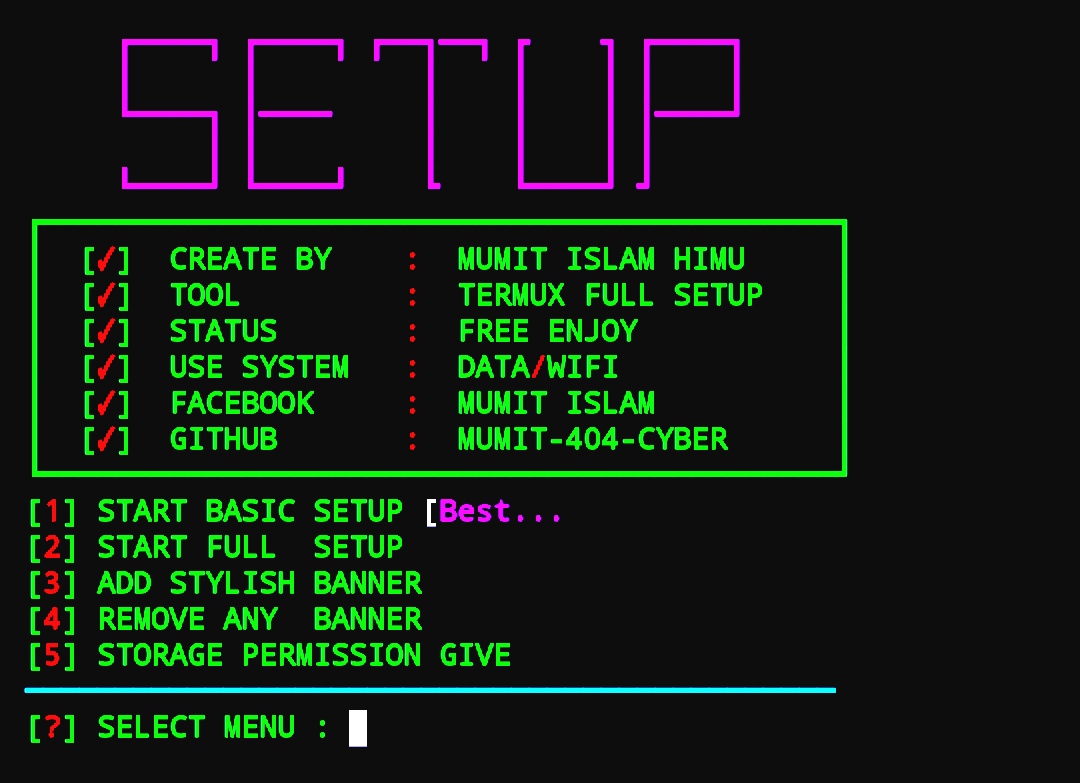 SETUP
[✓] CREATE BY : MUMIT ISLAM HIMU
[✓] TOOL : TERMUX FULL SETUP
[✓] STATUS : FREE ENJOY
[✓] USE SYSTEM : DATA/WIFI
[✓] FACEBOOK : MUMIT ISLAM
[✓] GITHUB : MUMIT-404-CYBER
[1] START BASIC SETUP [Best...
[2] START FULL  SETUP
[3] ADD STYLISH BANNER
[4] REMOVE ANY  BANNER
[5] STORAGE PERMISSION GIVE
[?] SELECT MENU :